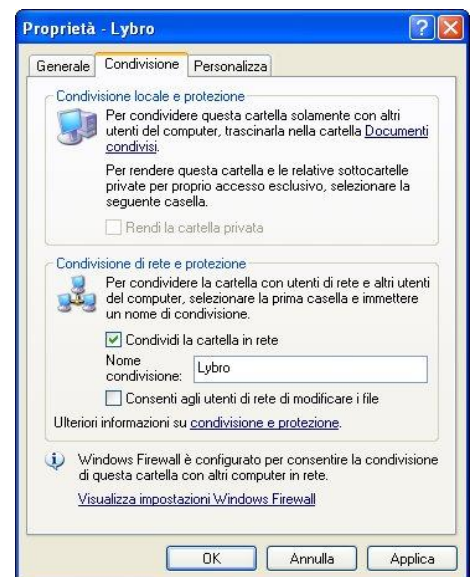 Proprietà - Lybro
Generale
Condivisione
Personalizza
Condivisione locale e protezione
Per condividere questa cartella solamente con altri
utenti del computer, trascinarla nella cartella Documenti
condivisi.
Per rendere questa cartella e le relative sottocartelle
private per proprio accesso esclusivo, selezionare la
seguente casella.
Rendi la cartella privata
Condivisione di rete e protezione
Per condividere la cartella con utenti di rete e altri utenti
del computer, selezionare la prima casella e immettere
un nome di condivisione.
Condividi la cartella in rete
Nome
condivisione:
Lybro
Consenti agli utenti di rete di modificare i file
Ulteriori informazioni su condivisione e protezione.
Windows Firewall è configurato per consentire la condivisione
di questa cartella con altri computer in rete.
Visualizza impostazioni Windows Firewall
OK
Annulla
Applica